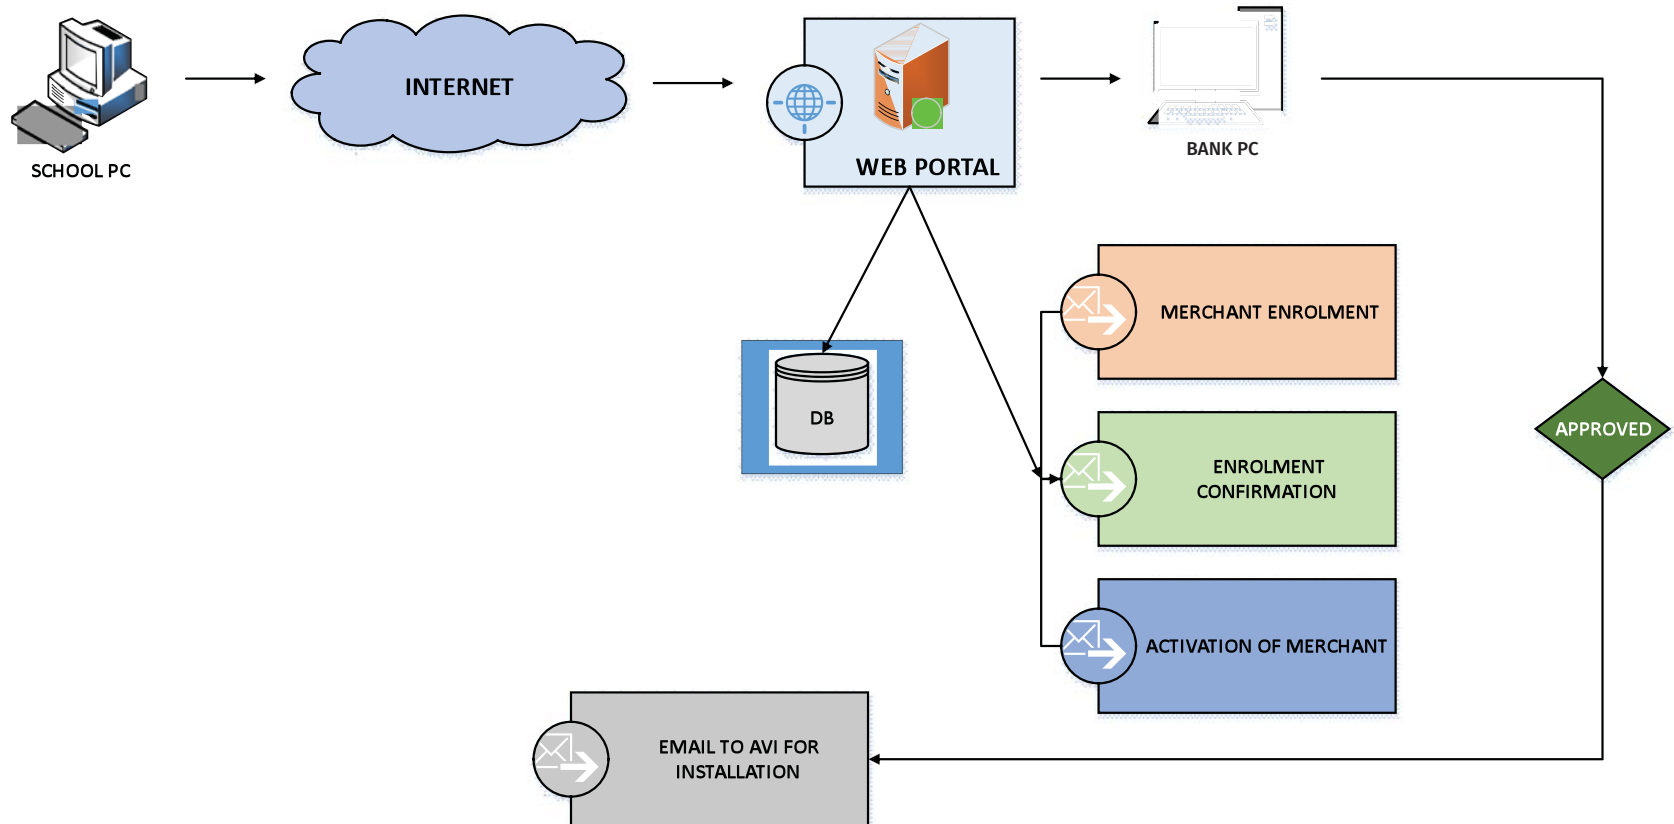 INTERNET
WEB PORTAL
BANK PC
SCHOOL PC
MERCHANT ENROLMENT
DB
APPROVED
ENROLMENT
CONFIRMATION
ACTIVATION OF MERCHANT
EMAIL TO AVI FOR
INSTALLATION